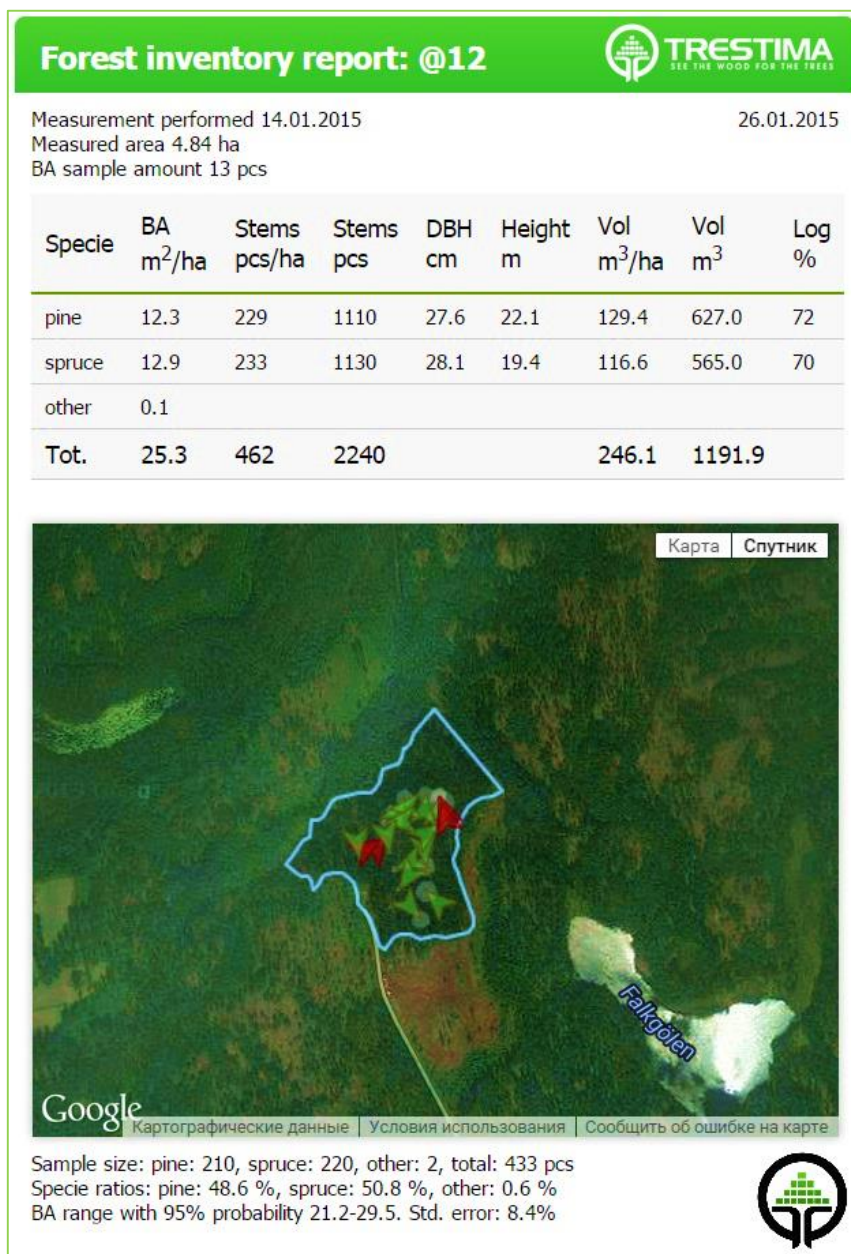 Forest inventory report: @12
TRESTIMA
SEE THE WOOD FOR THE TREES
Measurement performed 14.01.2015 26.01.2015
Measured area 4.84 ha
BA sample amount 13 pcs
Specie BA m²/ha Stems pcs/ha Stems pcs DBH cm Height m Vol m³/ha Vol m³ Log %
pine 12.3 229 1110 27.6 22.1 129.4 627.0 72
spruce 12.9 233 1130 28.1 19.4 116.6 565.0 70
other 0.1
Tot. 25.3 462 2240 246.1 1191.9
Карта Спутник
Falkgölen
Google
Картографические данные Условия использования Сообщить об ошибке на карте
Sample size: pine: 210, spruce: 220, other: 2, total: 433 pcs
Specie ratios: pine: 48.6 %, spruce: 50.8 %, other: 0.6 %
BA range with 95% probability 21.2-29.5. Std. error: 8.4%